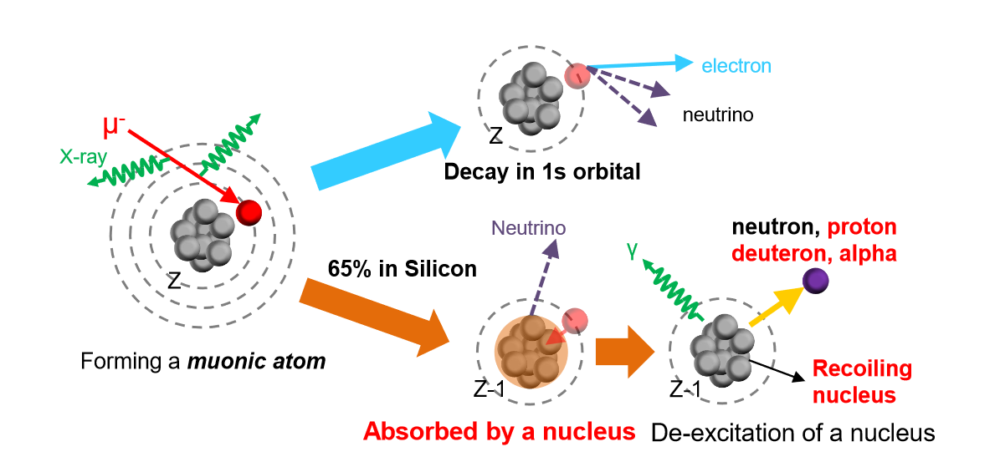 μ-
X-ray
Z
Forming a muonic atom
electron
neutrino
Z
Decay in 1s orbital
65% in Silicon
Neutrino
Z-1
Absorbed by a nucleus
γ
neutron, proton
deuteron, alpha
Z-1
Recoiling
nucleus
De-excitation of a nucleus